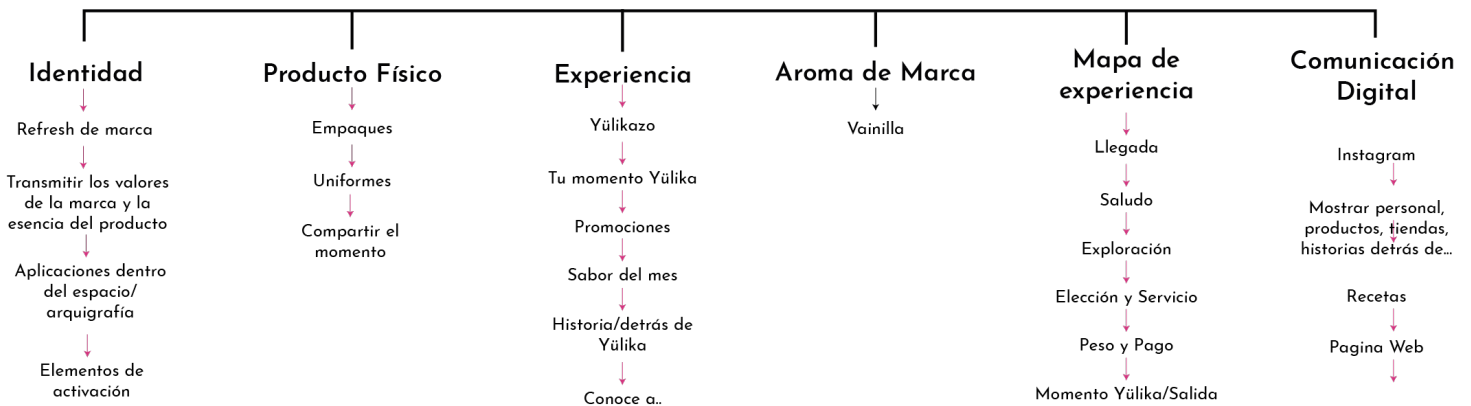 Identidad
Refresh de marca
Transmitir los valores
de la marca y la
esencia del producto
Aplicaciones dentro
del espacio/
arquigrafía
Elementos de
activación
Producto Físico
Empaques
Uniformes
Compartir el
momento
Experiencia
Yülikazo
Tu momento Yülika
Promociones
Sabor del mes
Historia/detrás de
Yülika
Conoce a..
Aroma de Marca
Vainilla
Mapa de
experiencia
Llegada
Saludo
Exploración
Elección y Servicio
Peso y Pago
Momento Yülika/Salida
Comunicación
Digital
Instagram
Mostrar personal,
productos, tiendas,
historias detrás de...
Recetas
Pagina Web